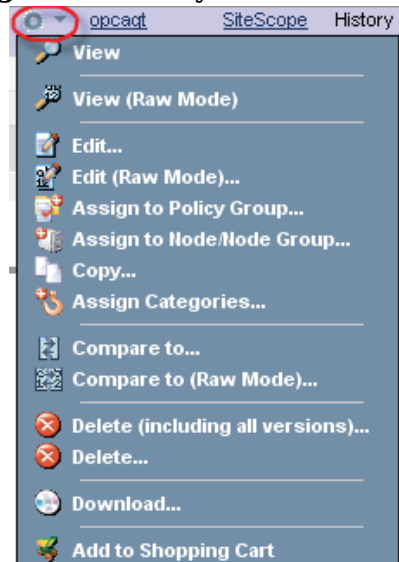 opcaqt SiteScope History
View
View (Raw Mode)
Edit...
Edit (Raw Mode)...
Assign to Policy Group...
Assign to Node/Node Group...
Copy...
Assign Categories...
Compare to...
Compare to (Raw Mode)...
Delete (including all versions)...
Delete...
Download...
Add to Shopping Cart